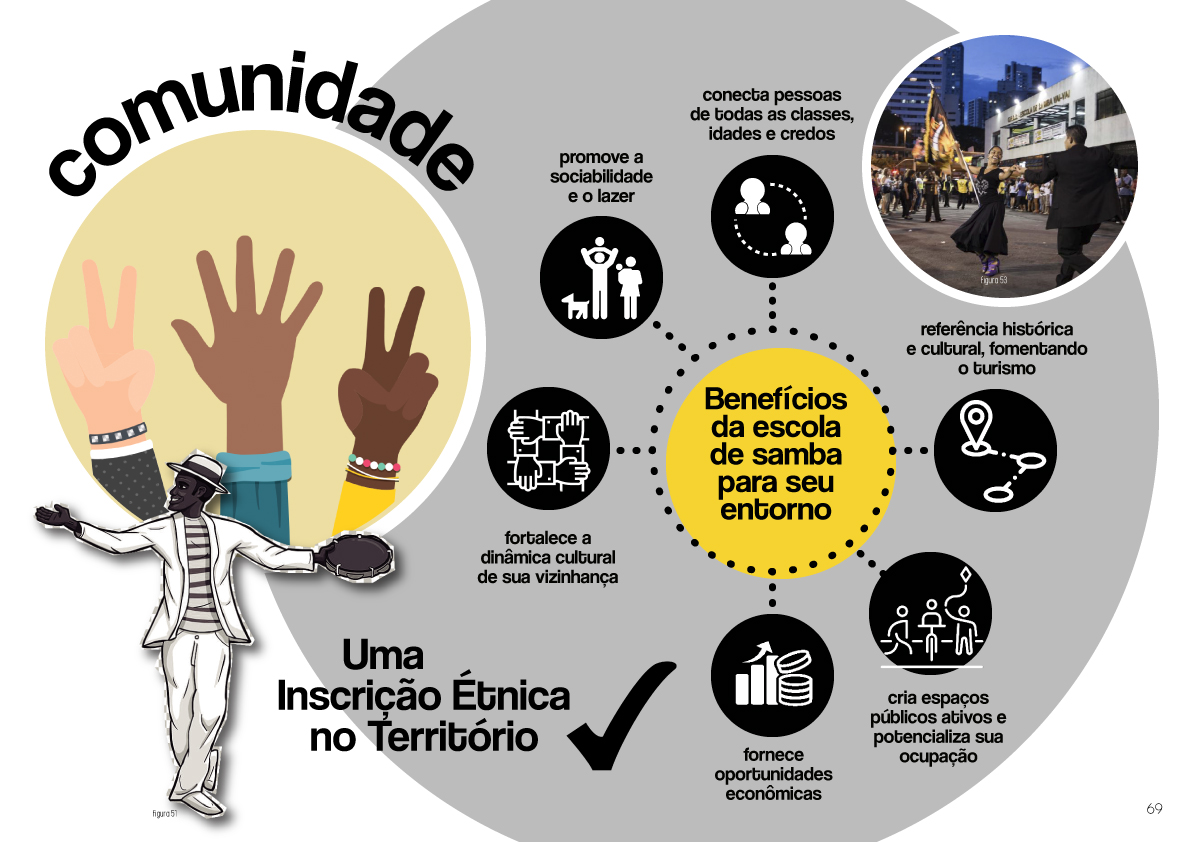 comunidade
conecta pessoas
de todas as classes,
idades e credos
promove a
sociabilidade
e o lazer
figura 53
referência histórica
e cultural, fomentando
o turismo
Benefícios
da escola
de samba
para seu
entorno
fortalece a
dinâmica cultural
de sua vizinhança
cria espaços
públicos ativos e
potencializa sua
ocupação
fornece
oportunidades
econômicas
Uma
Inscrição Étnica
no Território
figura 51
69